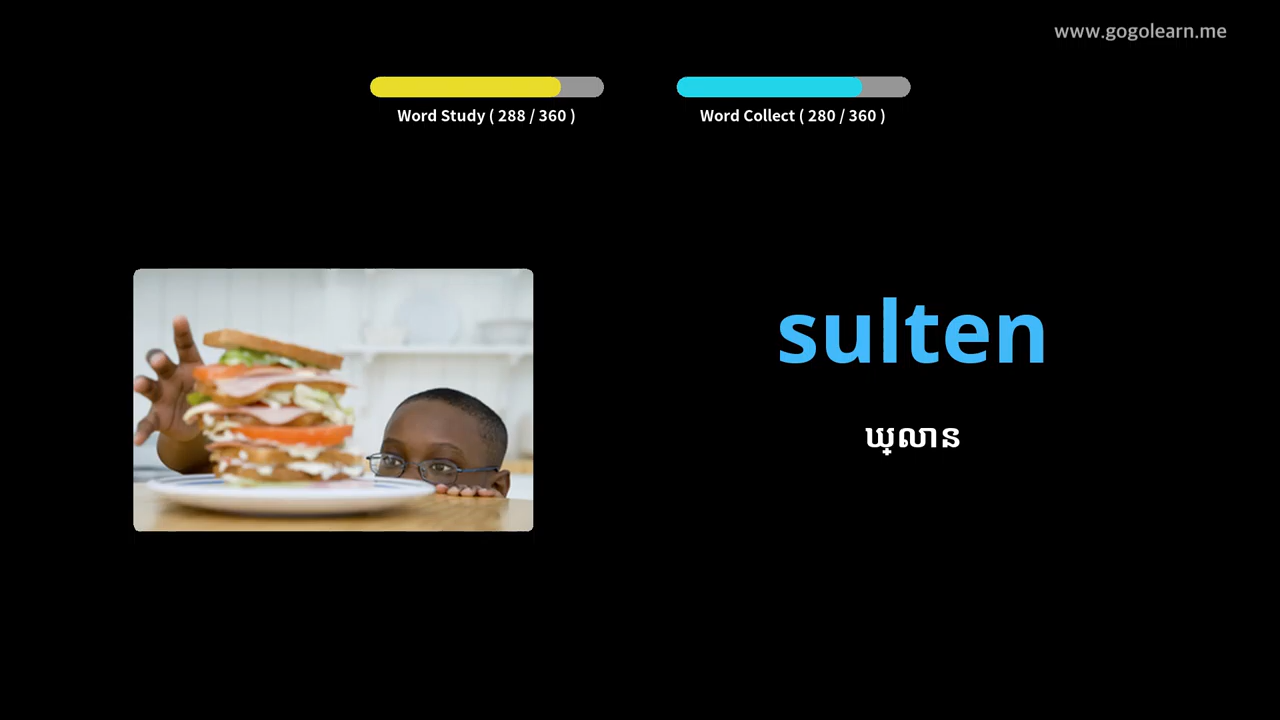 www.gogolearn.me
Word Study ( 288 / 360 )
Word Collect ( 280 / 360 )
sulten
ឃ្លាន